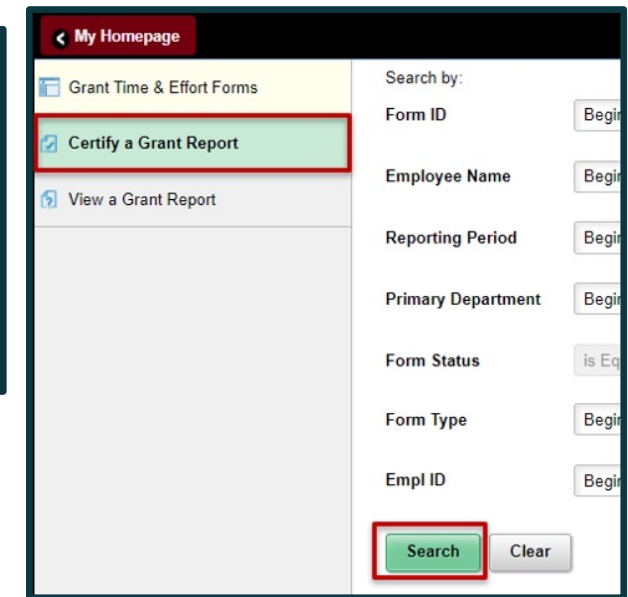 My Homepage
Grant Time & Effort Forms
Certify a Grant Report
View a Grant Report
Search by:
Form ID
Employee Name
Reporting Period
Primary Department
Form Status
Form Type
Empl ID
Search Clear